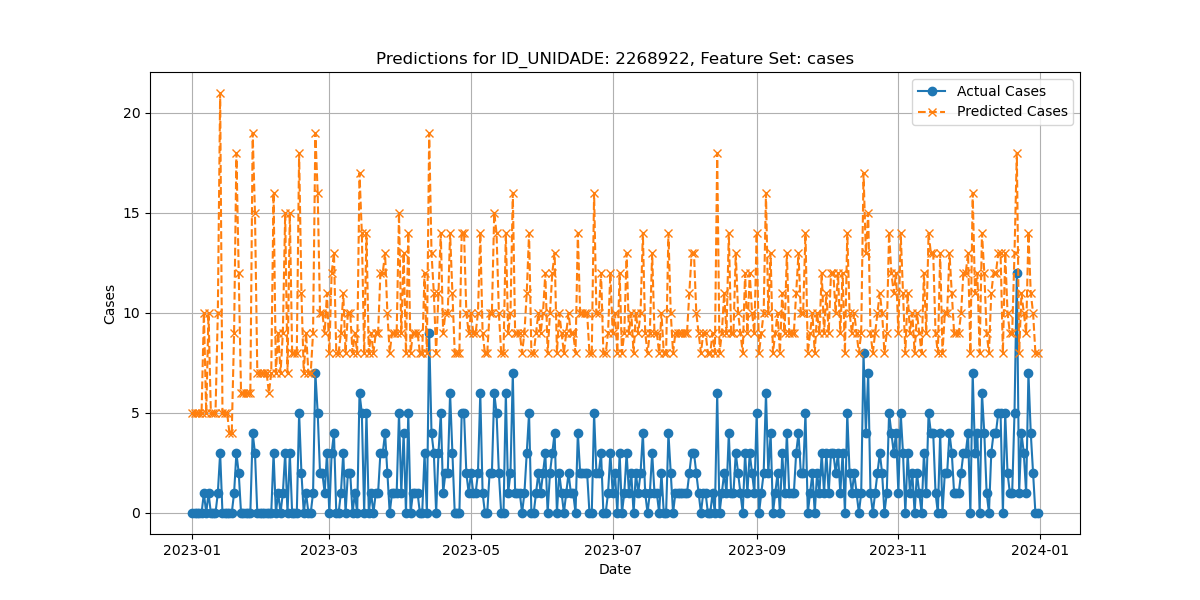 Predictions for ID_UNIDADE: 2268922, Feature Set: cases
Actual Cases
Predicted Cases
Cases
20
15
10
5
0
2023-01
2023-03
2023-05
2023-07
2023-09
2023-11
2024-01
Date